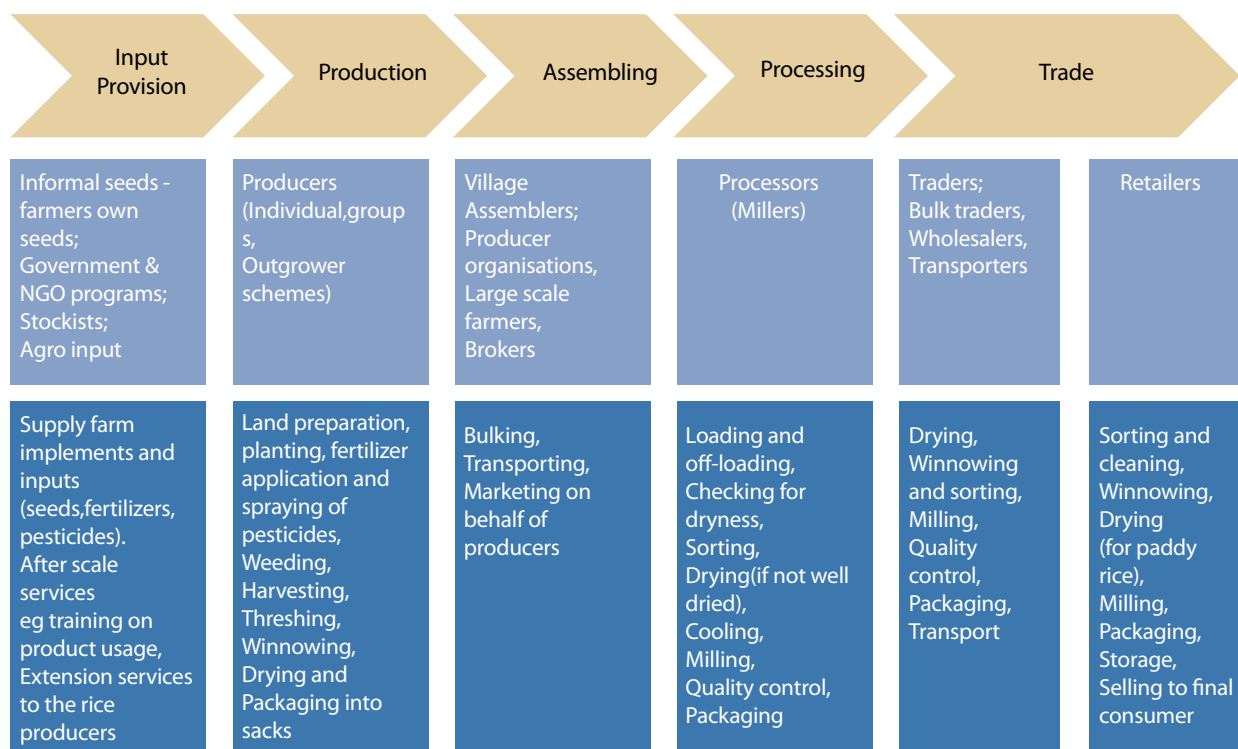 Input
Provision
Production
Assembling
Processing
Trade
Informal seeds -
farmers own
seeds;
Government &
NGO programs;
Stockists;
Agro input
Producers
(Individual,group
s,
Outgrower
schemes)
Village
Assemblers;
Producer
organisations,
Large scale
farmers,
Brokers
Processors
(Millers)
Traders;
Bulk traders,
Wholesalers,
Transporters
Retailers
Supply farm
implements and
inputs
(seeds,fertilizers,
pesticides).
After scale
services
eg training on
product usage,
Extension services
to the rice
producers
Land preparation,
planting, fertilizer
application and
spraying of
pesticides,
Weeding,
Harvesting,
Threshing,
Winnowing,
Drying and
Packaging into
sacks
Bulking,
Transporting,
Marketing on
behalf of
producers
Loading and
off-loading,
Checking for
dryness,
Sorting,
Drying(if not well
dried),
Cooling,
Milling,
Quality control,
Packaging
Drying,
Winnowing
and sorting,
Milling,
Quality
control,
Packaging,
Transport
Sorting and
cleaning,
Winnowing,
Drying
(for paddy
rice),
Milling,
Packaging,
Storage,
Selling to final
consumer